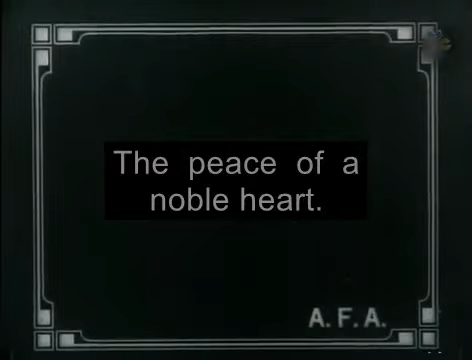 The peace of a
noble heart.
A. F. A.